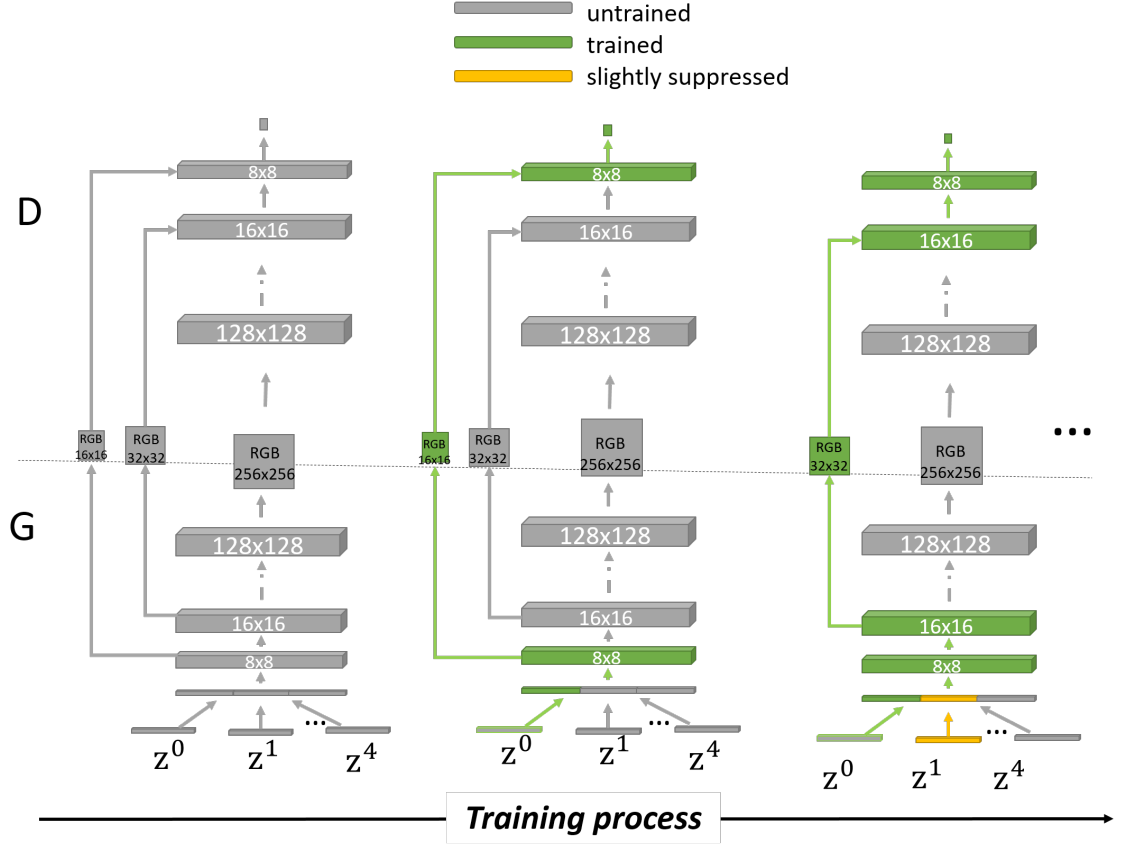 untrained
trained
slightly suppressed
D
8x8
16x16
128x128
RGB
16x16
RGB
32x32
RGB
256x256
G
128x128
16x16
8x8
...
z⁰
z¹
z⁴
8x8
16x16
128x128
RGB
16x16
RGB
32x32
RGB
256x256
128x128
16x16
8x8
...
z⁰
z¹
z⁴
8x8
16x16
128x128
RGB
32x32
RGB
256x256
...
128x128
16x16
8x8
...
z⁰
z¹
z⁴
Training process